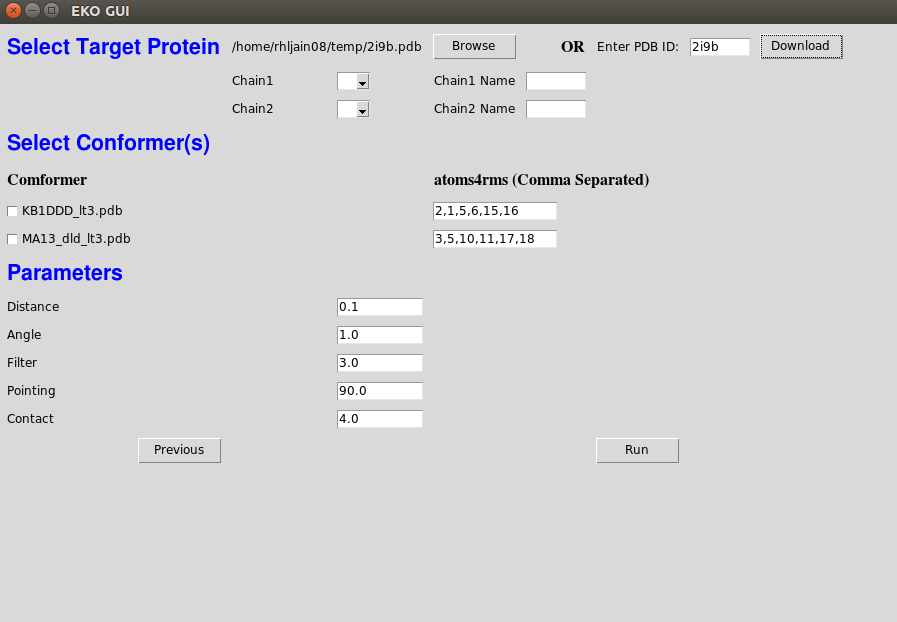 EKO GUI
Select Target Protein /home/rhljain08/temp/2i9b.pdb Browse OR Enter PDB ID: 2i9b Download
Chain1 Chain1 Name
Chain2 Chain2 Name
Select Conformer(s)
Comformer atoms4rms (Comma Separated)
KB1DDD_lt3.pdb 2,1,5,6,15,16
MA13_dld_lt3.pdb 3,5,10,11,17,18
Parameters
Distance 0.1
Angle 1.0
Filter 3.0
Pointing 90.0
Contact 4.0
Previous Run